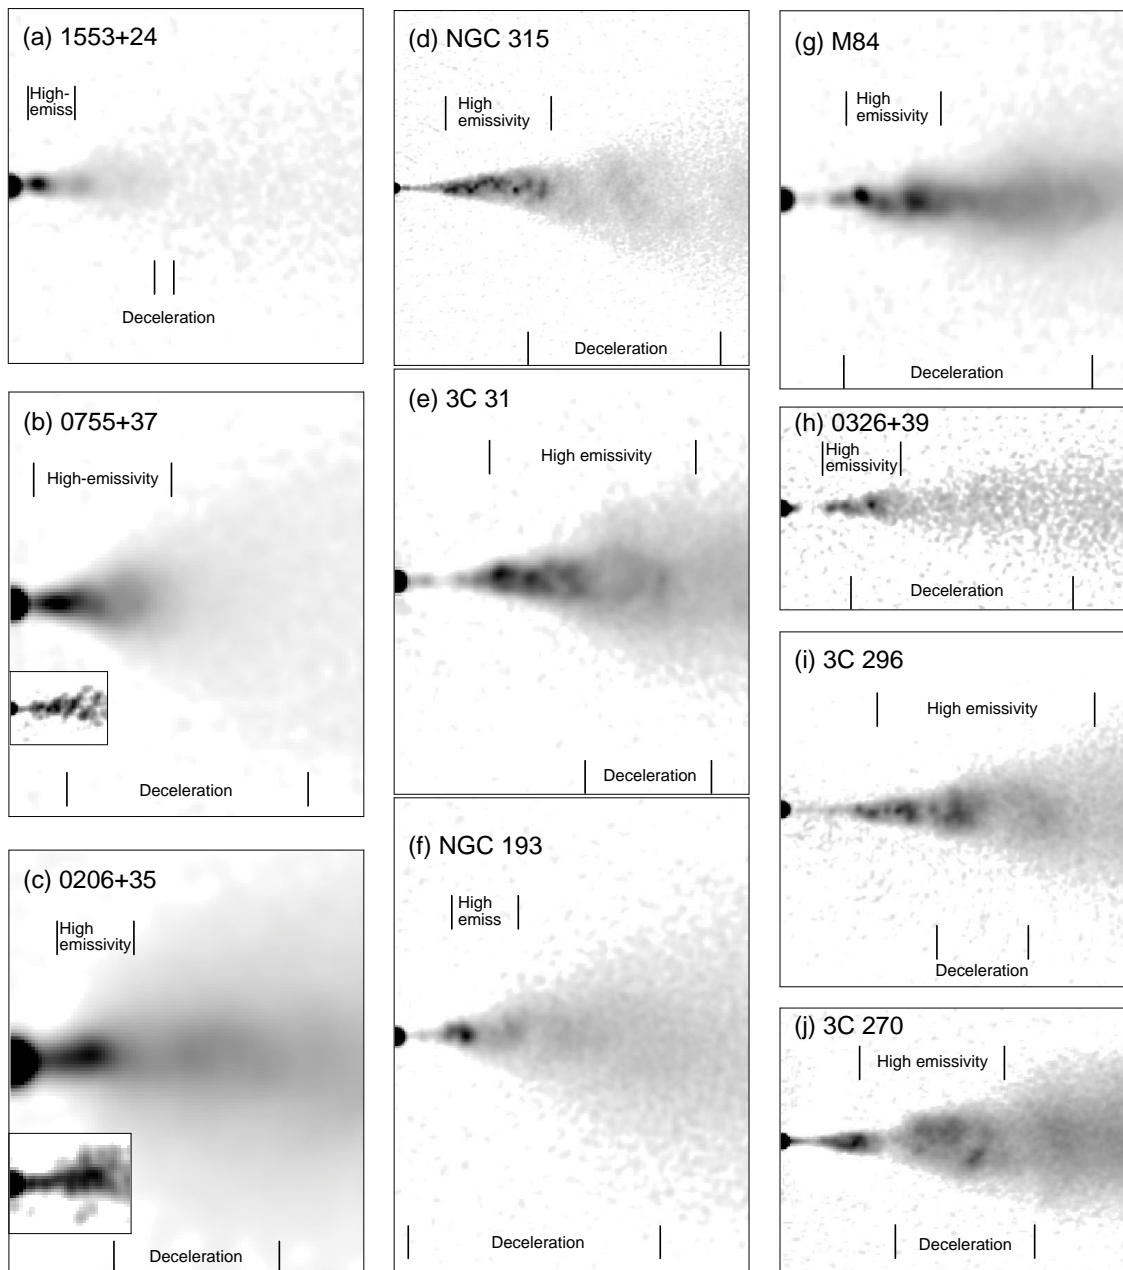 (a) 1553+24
High-
emiss
Deceleration
(b) 0755+37
High-emissivity
Deceleration
(c) 0206+35
High
emissivity
Deceleration
(d) NGC 315
High
emissivity
Deceleration
(e) 3C 31
High emissivity
Deceleration
(f) NGC 193
High
emiss
Deceleration
(g) M84
High
emissivity
Deceleration
(h) 0326+39
High
emissivity
Deceleration
(i) 3C 296
High emissivity
Deceleration
(j) 3C 270
High emissivity
Deceleration